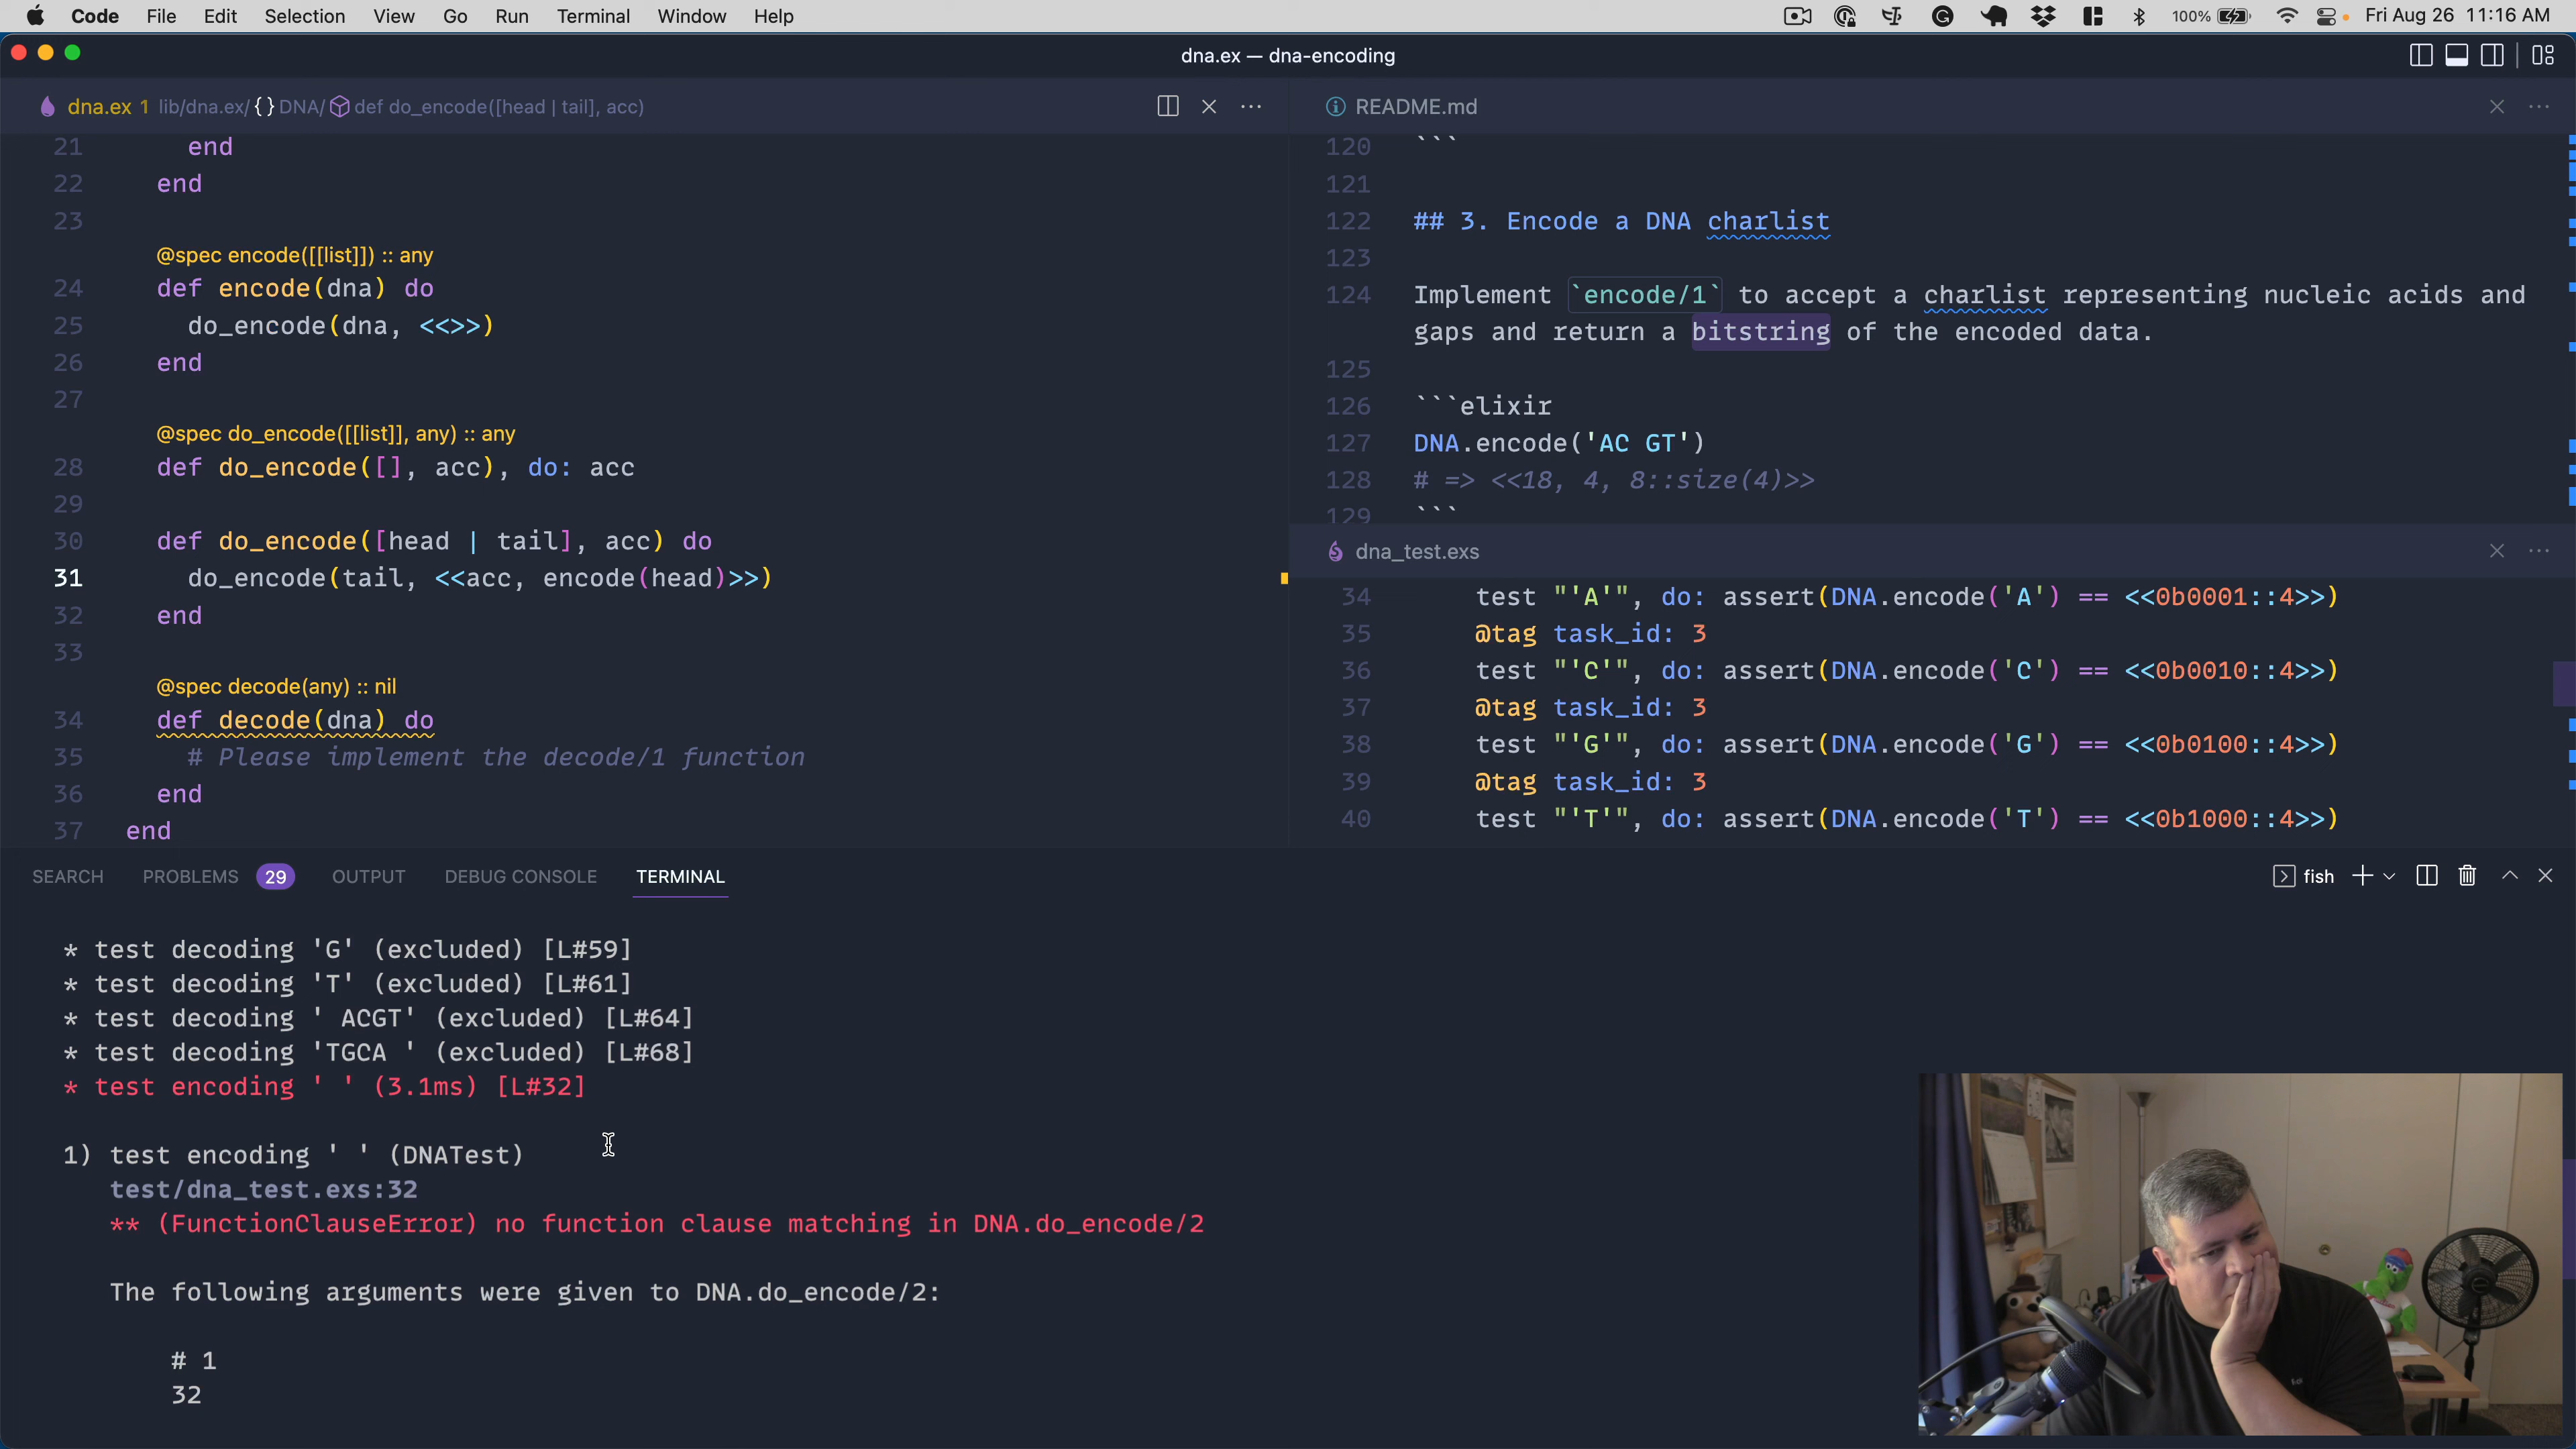 Code File Edit Selection View Go Run Terminal Window Help 100% Fri Aug 26 11:16 AM
dna.ex — dna-encoding
dna.ex 1 lib/dna.ex/ {} DNA/ def do_encode([head | tail], acc) ···
21 end
22 end
23
@spec encode([[list]]) :: any
24 def encode(dna) do
25 do_encode(dna, <<>>)
26 end
27
@spec do_encode([[list]], any) :: any
28 def do_encode([], acc), do: acc
29
30 def do_encode([head | tail], acc) do
31 do_encode(tail, <<acc, encode(head)>>)
32 end
33
@spec decode(any) :: nil
34 def decode(dna) do
35 # Please implement the decode/1 function
36 end
37 end
README.md ···
120 ```
121
122 ## 3. Encode a DNA charlist
123
124 Implement `encode/1` to accept a charlist representing nucleic acids and
gaps and return a bitstring of the encoded data.
125
126 ```elixir
127 DNA.encode('AC GT')
128 # => <<18, 4, 8::size(4)>>
129 ```
dna_test.exs ···
34 test "'A'", do: assert(DNA.encode('A') == <<0b0001::4>>)
35 @tag task_id: 3
36 test "'C'", do: assert(DNA.encode('C') == <<0b0010::4>>)
37 @tag task_id: 3
38 test "'G'", do: assert(DNA.encode('G') == <<0b0100::4>>)
39 @tag task_id: 3
40 test "'T'", do: assert(DNA.encode('T') == <<0b1000::4>>)
SEARCH PROBLEMS 29 OUTPUT DEBUG CONSOLE TERMINAL fish
* test decoding 'G' (excluded) [L#59]
* test decoding 'T' (excluded) [L#61]
* test decoding ' ACGT' (excluded) [L#64]
* test decoding 'TGCA ' (excluded) [L#68]
* test encoding ' ' (3.1ms) [L#32]
1) test encoding ' ' (DNATest)
test/dna_test.exs:32
** (FunctionClauseError) no function clause matching in DNA.do_encode/2
The following arguments were given to DNA.do_encode/2:
# 1
32